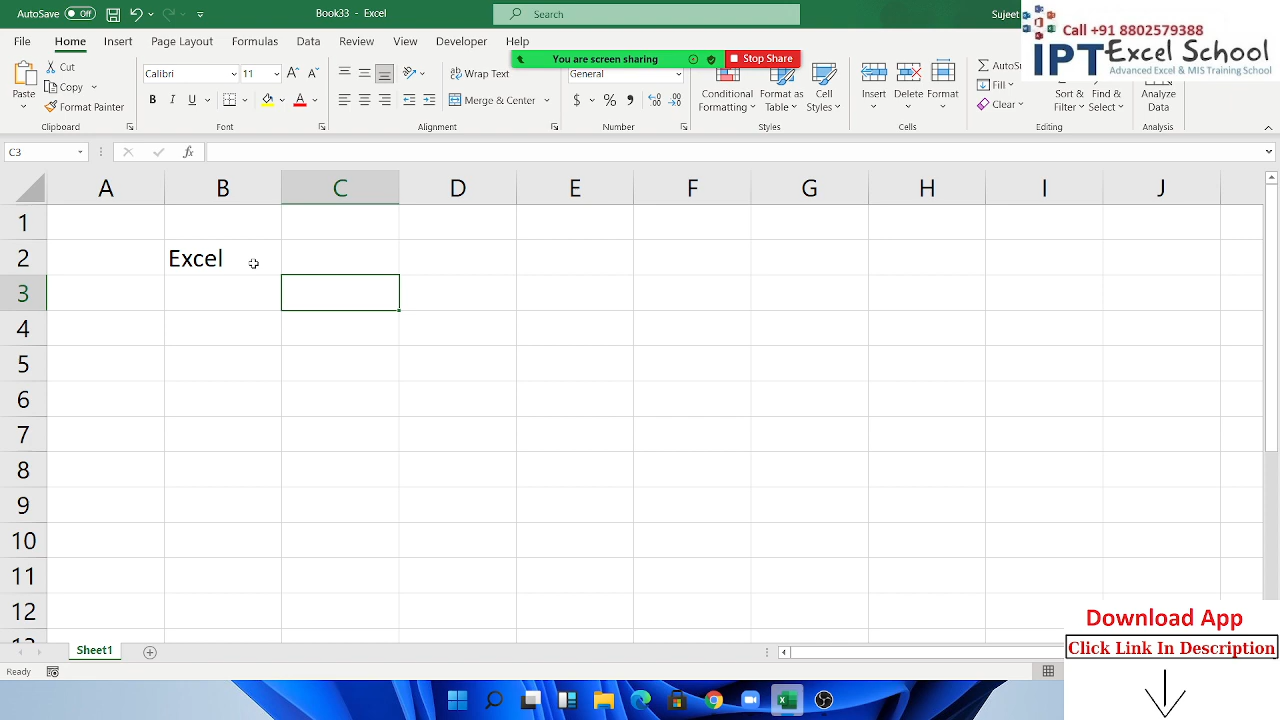 AutoSave Off Book33 - Excel Search Sujeet
Call +91 8802579388
IPT Excel School
Advanced Excel & MIS Training School
File Home Insert Page Layout Formulas Data View Developer Help
You are screen sharing Stop Share
Paste Cut Copy Format Painter
Clipboard
Calibri 11
B I U
Font
Wrap Text
Merge & Center
Alignment
General
$ % ,
Number
Conditional Formatting Format as Table Cell Styles
Styles
Insert Delete Format
Cells
Fill
Clear
Sort & Filter Find & Select
Editing
Analyze Data
Analysis
C3 fx
A B C D E F G H I J
1
2 Excel
3
4
5
6
7
8
9
10
11
12
Sheet1
Ready
Download App
Click Link In Description